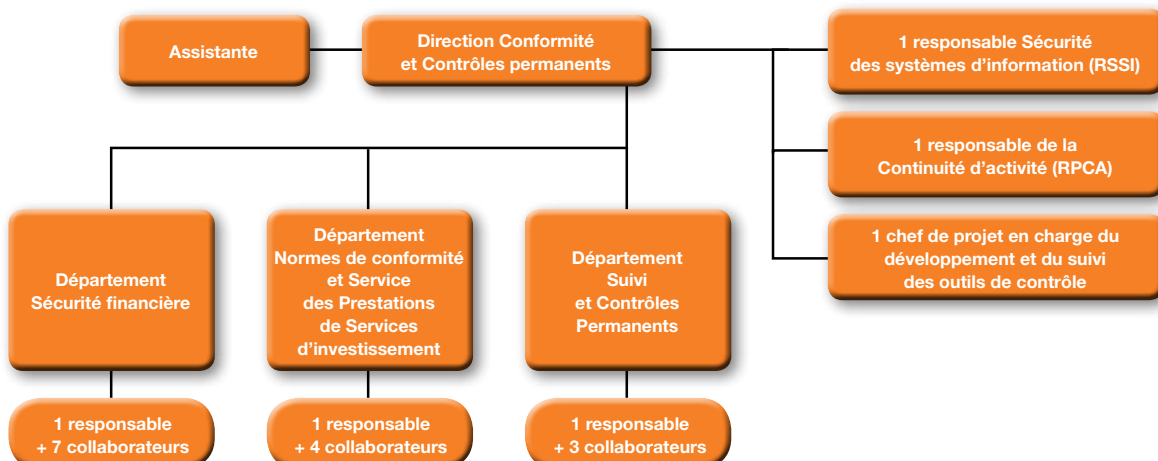 Assistante
Direction Conformité
et Contrôles permanents
1 responsable Sécurité
des systèmes d'information (RSSI)
1 responsable de la
Continuité d'activité (RPCA)
1 chef de projet en charge du
développement et du suivi
des outils de contrôle
Département
Sécurité financière
Département
Normes de conformité
et Service
des Prestations
de Services
d'investissement
Département
Suivi
et Contrôles
Permanents
1 responsable
+ 7 collaborateurs
1 responsable
+ 4 collaborateurs
1 responsable
+ 3 collaborateurs